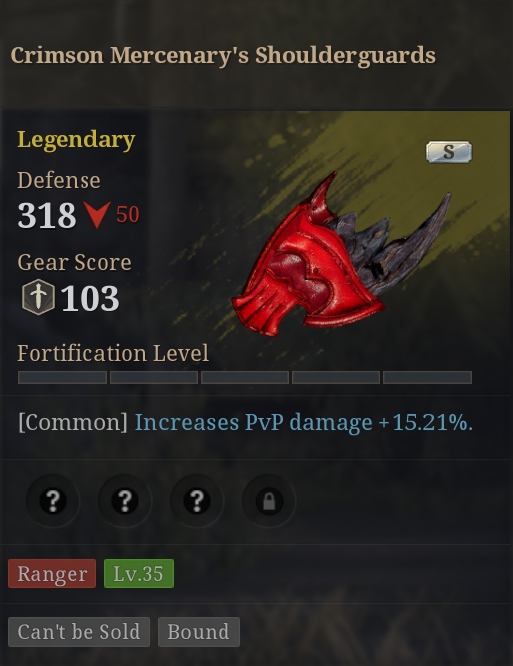 Crimson Mercenary's Shoulderguards
Legendary
S
Defense
318 50
Gear Score
103
Fortification Level
[Common] Increases PvP damage +15.21%.
? ? ?
Ranger Lv.35
Can't be Sold Bound